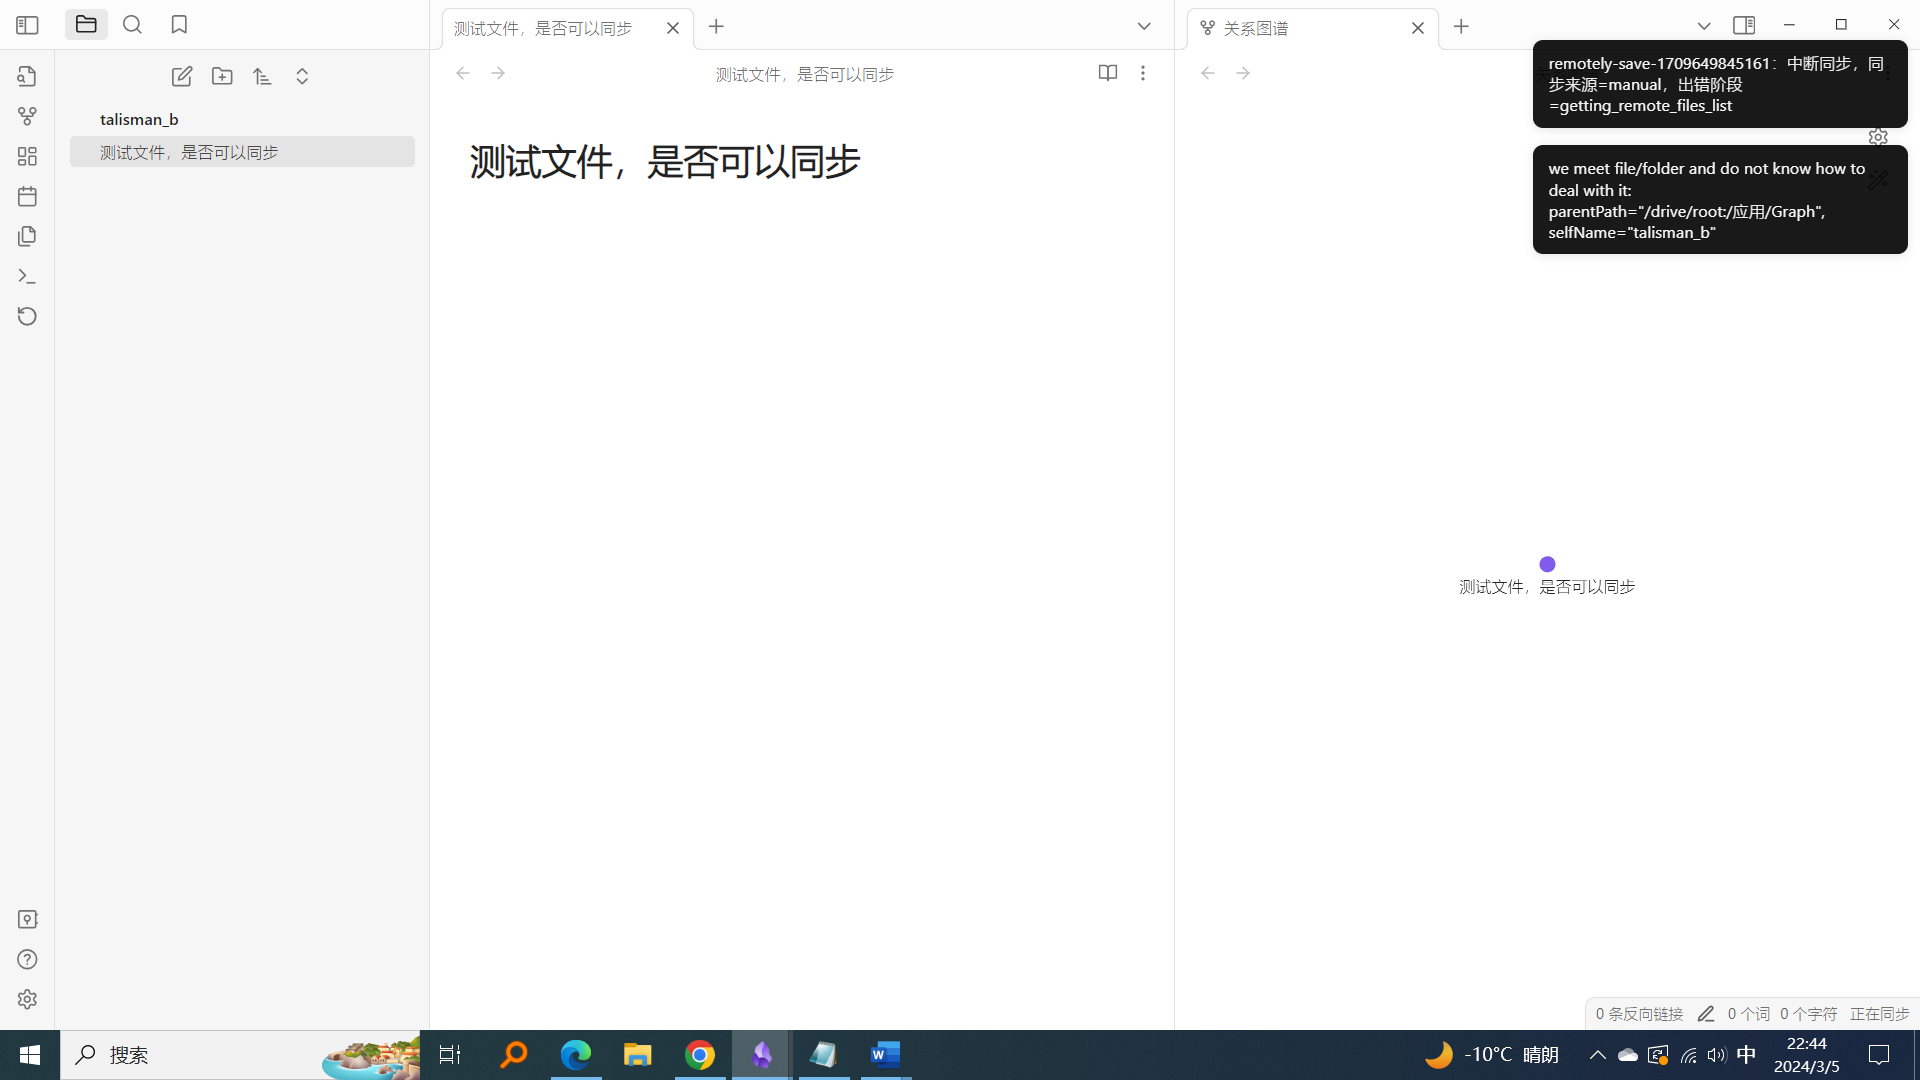 测试文件，是否可以同步
关系图谱
测试文件，是否可以同步
remotely-save-1709649845161：中断同步，同
步来源=manual，出错阶段
=getting_remote_files_list
we meet file/folder and do not know how to
deal with it:
parentPath="/drive/root:/应用/Graph",
selfName="talisman_b"
talisman_b
测试文件，是否可以同步
测试文件，是否可以同步
测试文件，是否可以同步
0 条反向链接 0 个词 0 个字符 正在同步
搜索
-10°C 晴朗
中
22:44
2024/3/5